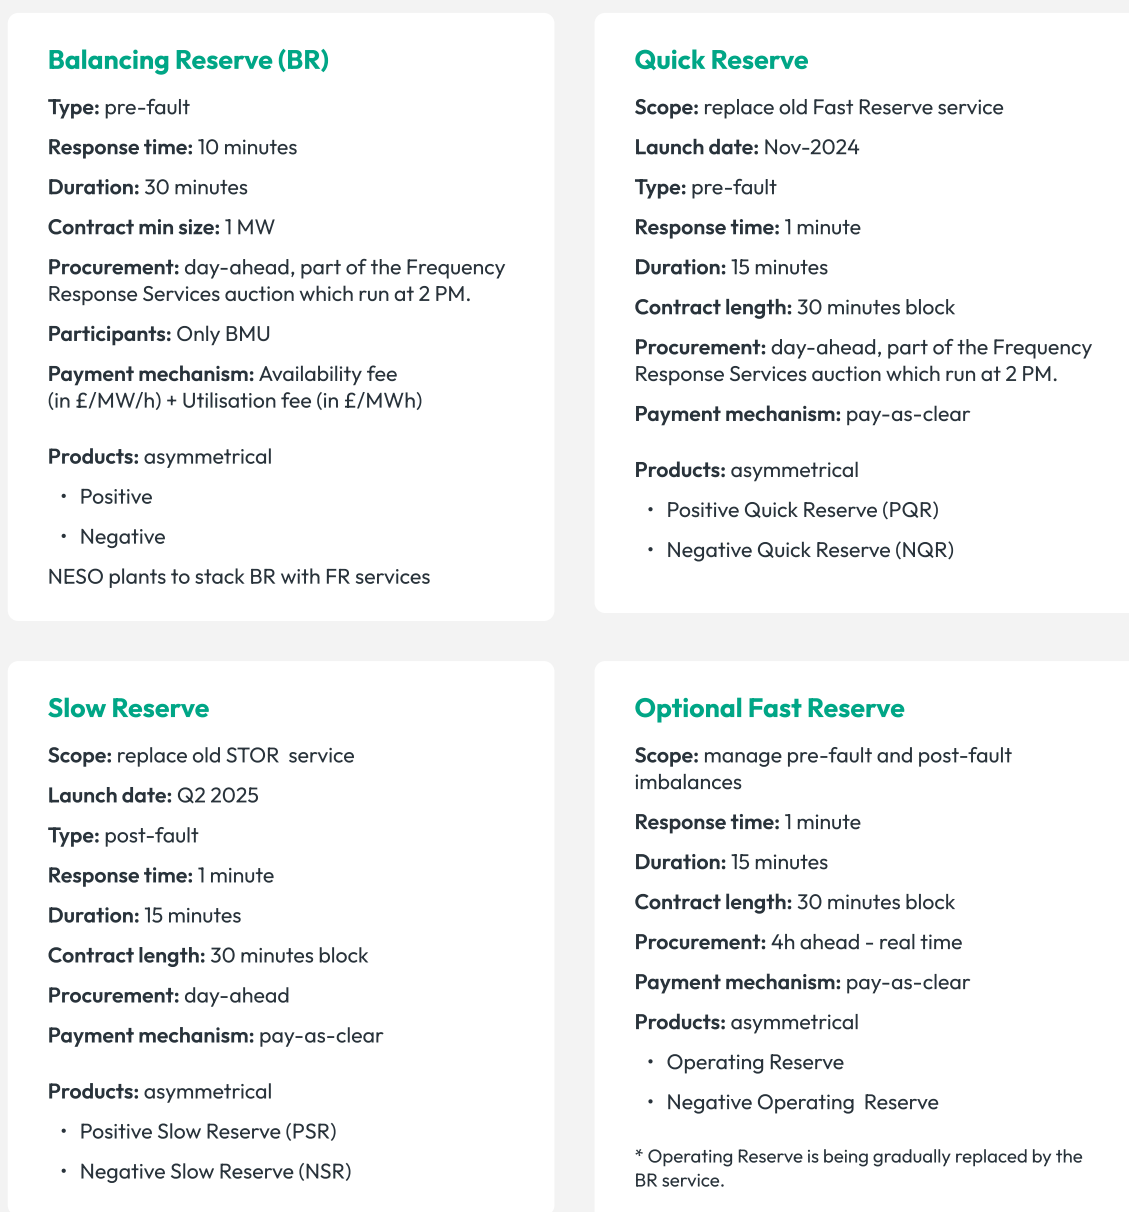 Balancing Reserve (BR)
Type: pre-fault
Response time: 10 minutes
Duration: 30 minutes
Contract min size: 1 MW
Procurement: day-ahead, part of the Frequency
Response Services auction which run at 2 PM.
Participants: Only BMU
Payment mechanism: Availability fee
(in £/MW/h) + Utilisation fee (in £/MWh)
Products: asymmetrical
• Positive
• Negative
NESO plants to stack BR with FR services
Quick Reserve
Scope: replace old Fast Reserve service
Launch date: Nov-2024
Type: pre-fault
Response time: 1 minute
Duration: 15 minutes
Contract length: 30 minutes block
Procurement: day-ahead, part of the Frequency
Response Services auction which run at 2 PM.
Payment mechanism: pay-as-clear
Products: asymmetrical
• Positive Quick Reserve (PQR)
• Negative Quick Reserve (NQR)
Slow Reserve
Scope: replace old STOR  service
Launch date: Q2 2025
Type: post-fault
Response time: 1 minute
Duration: 15 minutes
Contract length: 30 minutes block
Procurement: day-ahead
Payment mechanism: pay-as-clear
Products: asymmetrical
• Positive Slow Reserve (PSR)
• Negative Slow Reserve (NSR)
Optional Fast Reserve
Scope: manage pre-fault and post-fault
imbalances
Response time: 1 minute
Duration: 15 minutes
Contract length: 30 minutes block
Procurement: 4h ahead - real time
Payment mechanism: pay-as-clear
Products: asymmetrical
• Operating Reserve
• Negative Operating  Reserve
* Operating Reserve is being gradually replaced by the
BR service.